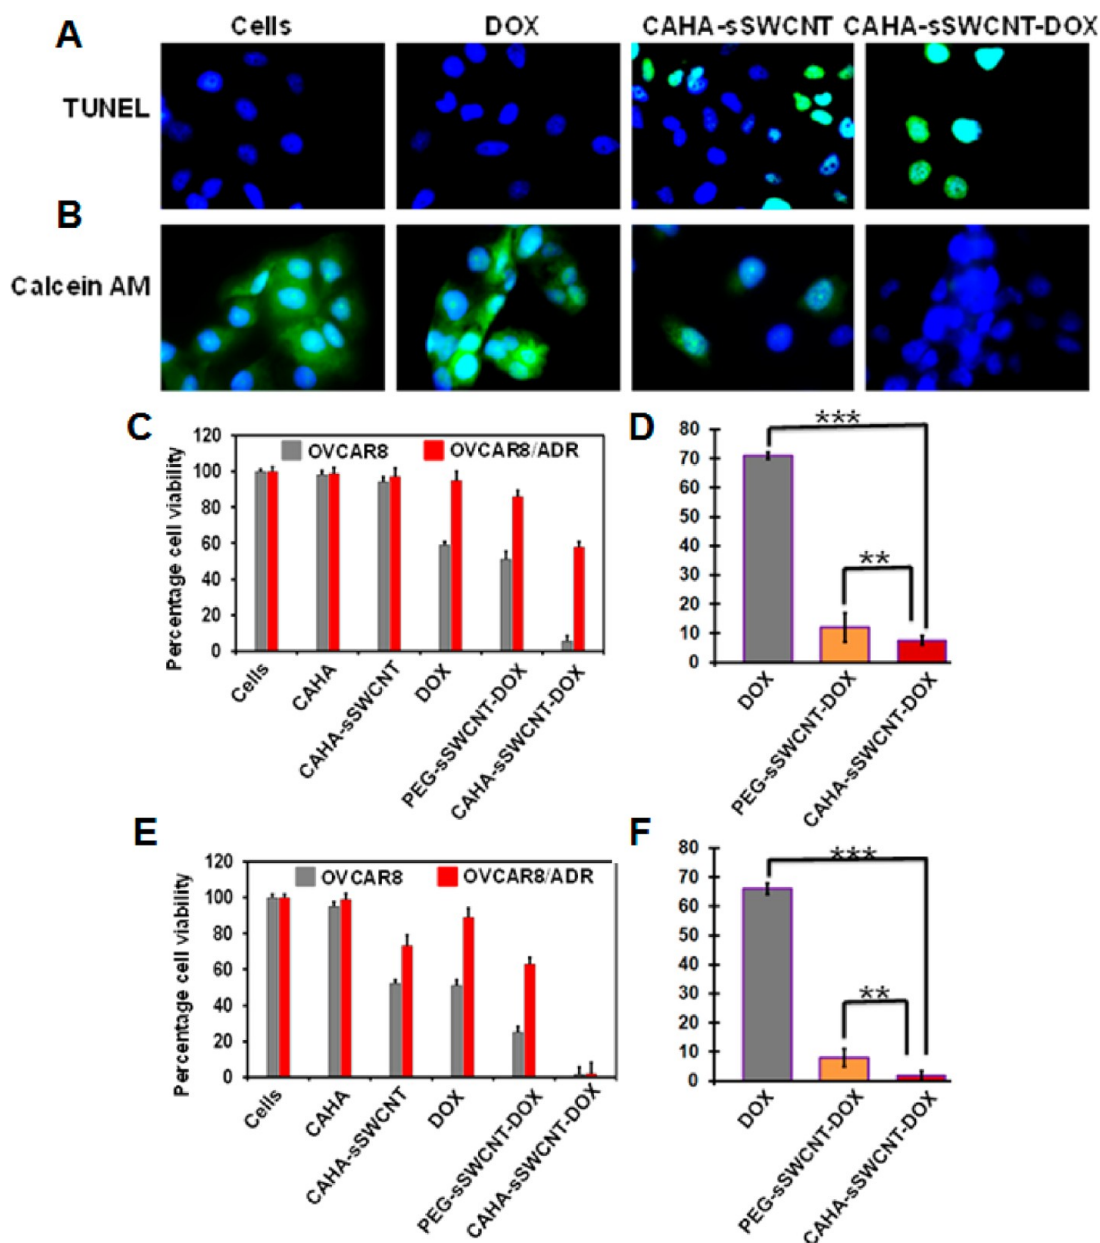 A
Cells DOX CAHA-sSWCNT CAHA-sSWCNT-DOX
TUNEL
B
Calcein AM
C
Percentage cell viability
120
100
80
60
40
20
0
OVCAR8 OVCAR8/ADR
Cells
CAHA
CAHA-sSWCNT
DOX
PEG-sSWCNT-DOX
CAHA-sSWCNT-DOX
D
80
70
60
50
40
30
20
10
0
***
**
DOX
PEG-sSWCNT-DOX
CAHA-sSWCNT-DOX
E
Percentage cell viability
120
100
80
60
40
20
0
OVCAR8 OVCAR8/ADR
Cells
CAHA
CAHA-sSWCNT
DOX
PEG-sSWCNT-DOX
CAHA-sSWCNT-DOX
F
80
70
60
50
40
30
20
10
0
***
**
DOX
PEG-sSWCNT-DOX
CAHA-sSWCNT-DOX